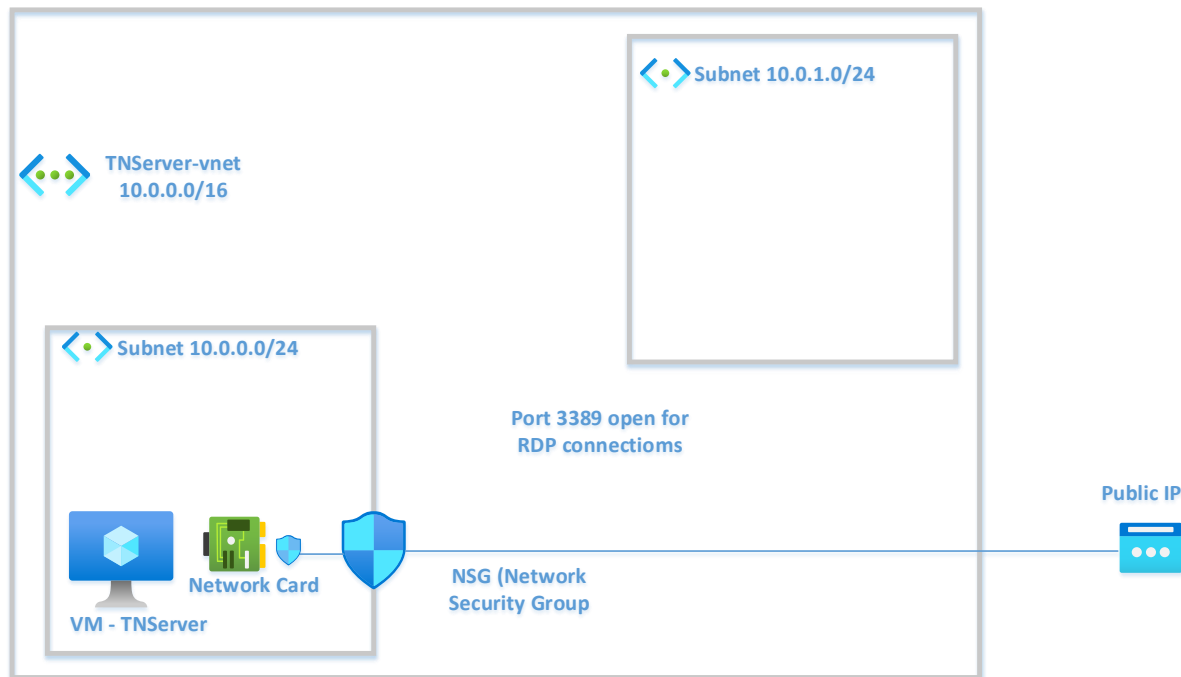 Subnet 10.0.1.0/24
TNServer-vnet
10.0.0.0/16
Subnet 10.0.0.0/24
Port 3389 open for
RDP connectioms
Public IP
Network Card
NSG (Network
Security Group
VM - TNServer